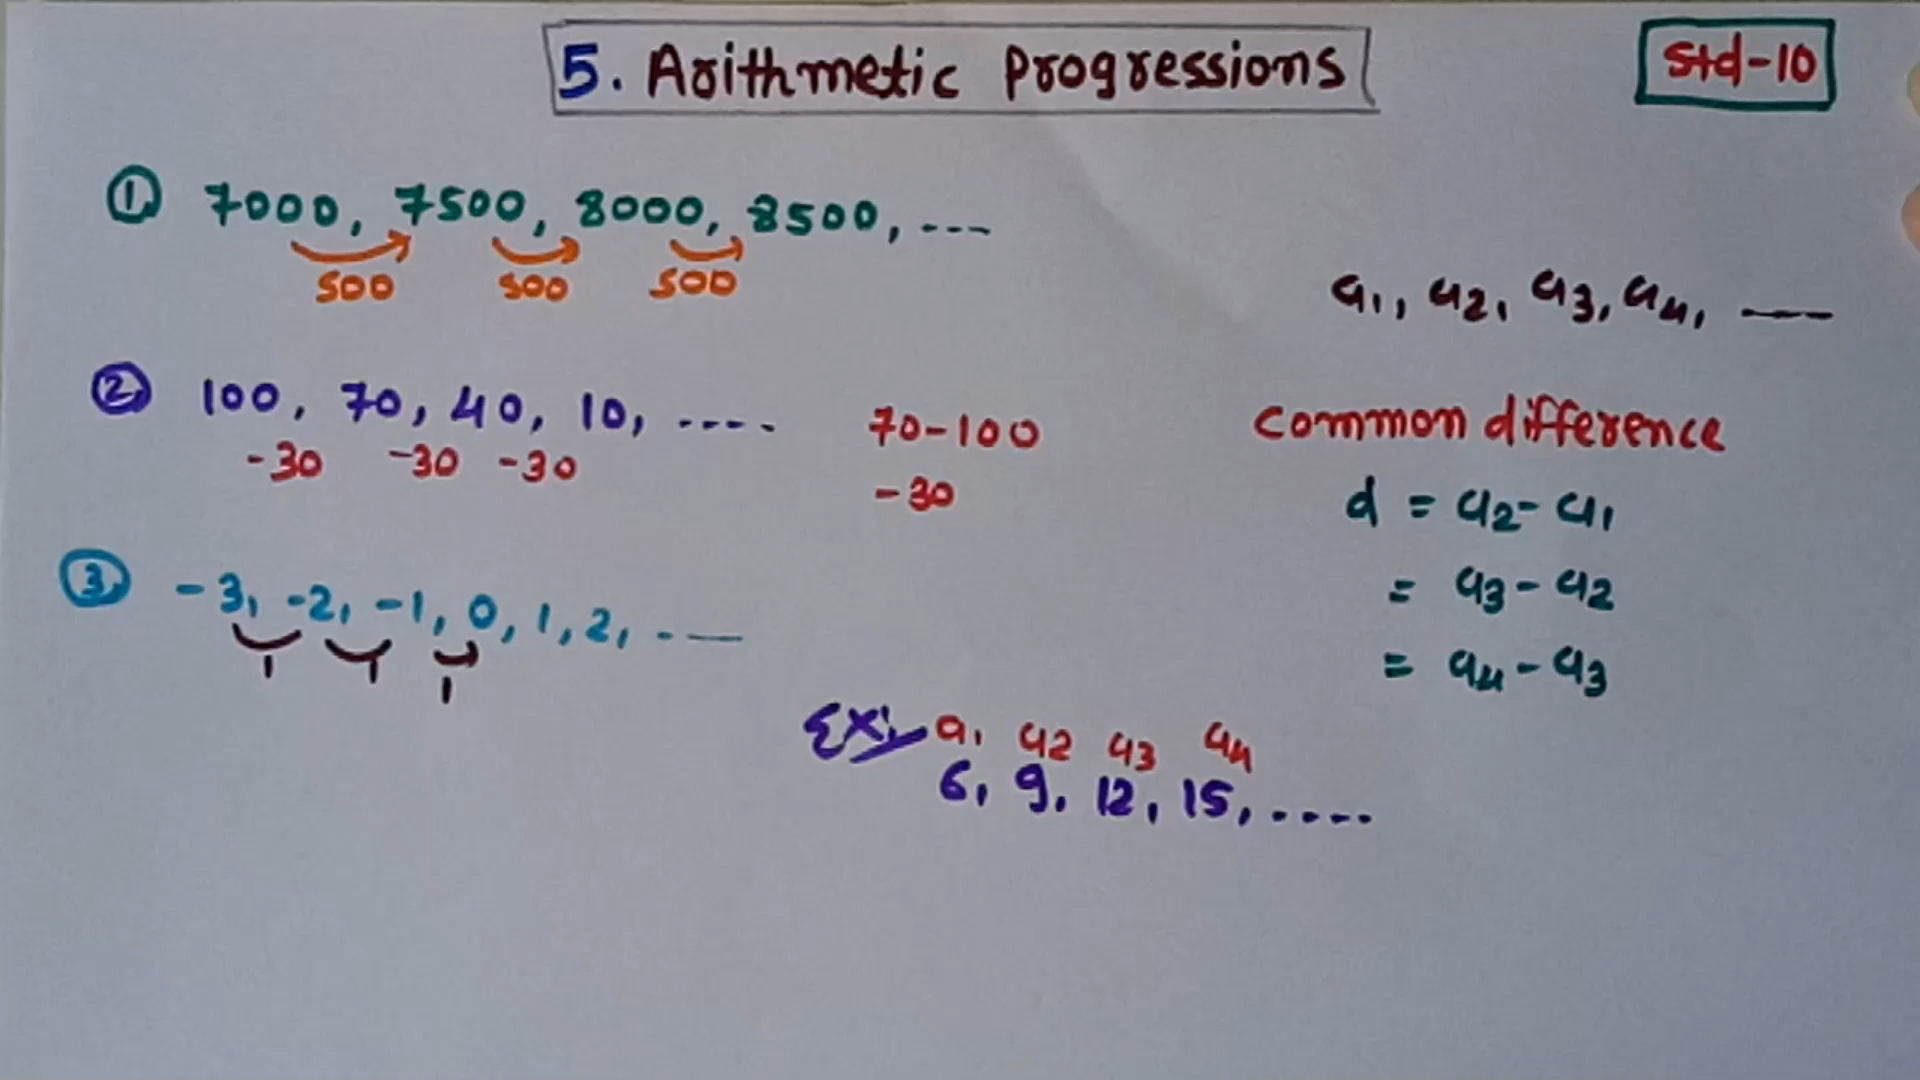 5. Arithmetic Progressions
Std-10
① 7000, 7500, 8000, 8500, ...
500 500 500
a1, a2, a3, a4, ---
② 100, 70, 40, 10, ....
-30 -30 -30
70-100
-30
common difference
d = a2-a1
= a3-a2
= a4-a3
③ -3, -2, -1, 0, 1, 2, ---
1 1 1
Ex:
a1 a2 a3 a4
6, 9, 12, 15, .....